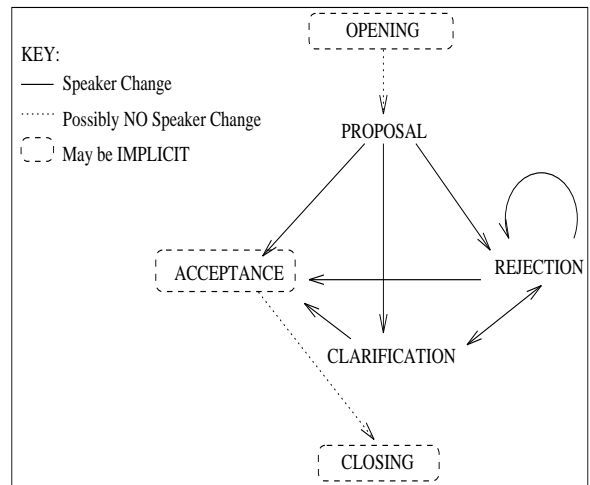 OPENING
KEY:
Speaker Change
Possibly NO Speaker Change
May be IMPLICIT
PROPOSAL
ACCEPTANCE
REJECTION
CLARIFICATION
CLOSING